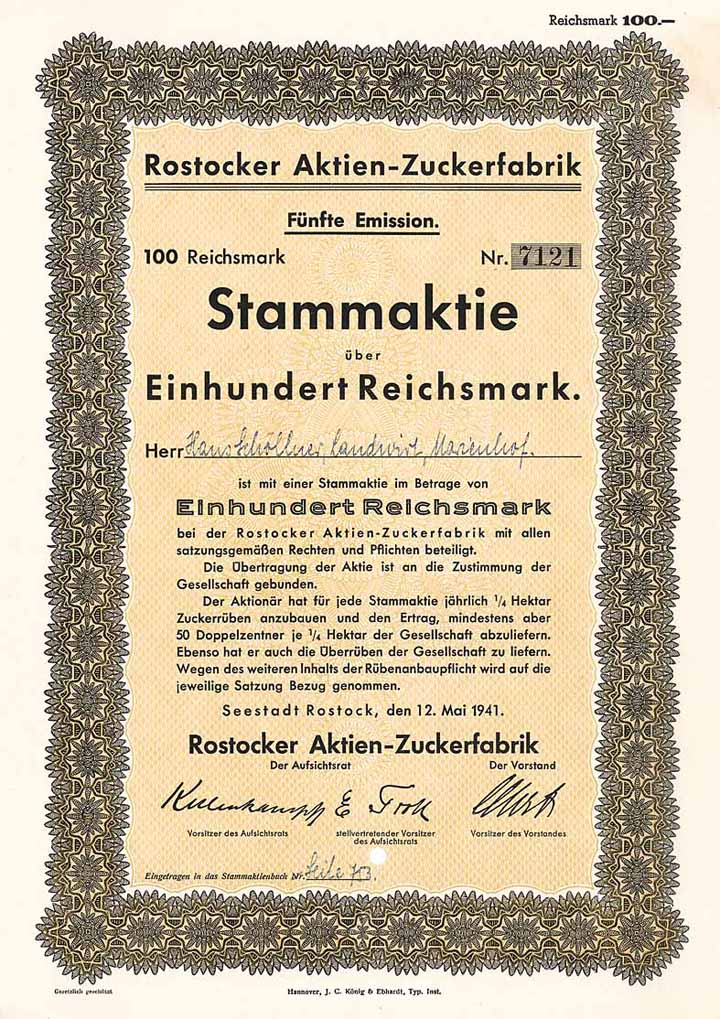 Reichsmark 100.—
Rostocker Aktien-Zuckerfabrik
Fünfte Emission.
100 Reichsmark Nr. 7121
Stammaktie
über
Einhundert Reichsmark.
Herr Hans Schöllner, Landwirt, Marienhof.
ist mit einer Stammaktie im Betrage von
Einhundert Reichsmark
bei der Rostocker Aktien-Zuckerfabrik mit allen
satzungsgemäßen Rechten und Pflichten beteiligt.
Die Übertragung der Aktie ist an die Zustimmung der
Gesellschaft gebunden.
Der Aktionär hat für jede Stammaktie jährlich ¼ Hektar
Zuckerrüben anzubauen und den Ertrag, mindestens aber
50 Doppelzentner je ¼ Hektar der Gesellschaft abzuliefern.
Ebenso hat er auch die Überrüben der Gesellschaft zu liefern.
Wegen des weiteren Inhalts der Rübenanbaupflicht wird auf die
jeweilige Satzung Bezug genommen.
Seestadt Rostock, den 12. Mai 1941.
Rostocker Aktien-Zuckerfabrik
Der Aufsichtsrat Der Vorstand
Vorsitzer des Aufsichtsrats stellvertretender Vorsitzer Vorsitzer des Vorstandes
des Aufsichtsrats
Eingetragen in das Stammaktienbuch Nr. Seite 753.
Gesetzlich geschützt Hannover, J. C. König & Ebhardt, Typ. Inst.